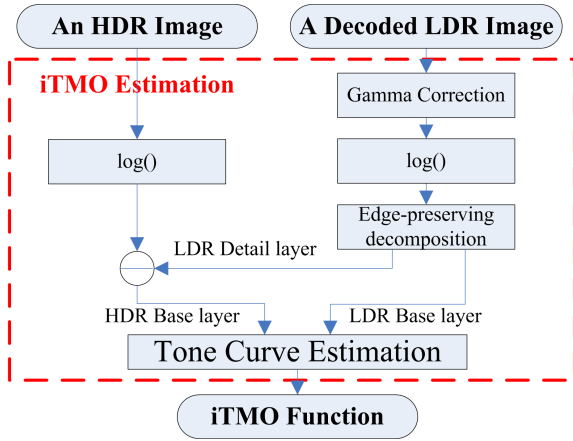 An HDR Image
A Decoded LDR Image
iTMO Estimation
Gamma Correction
log()
log()
Edge-preserving
decomposition
LDR Detail layer
HDR Base layer
LDR Base layer
Tone Curve Estimation
iTMO Function